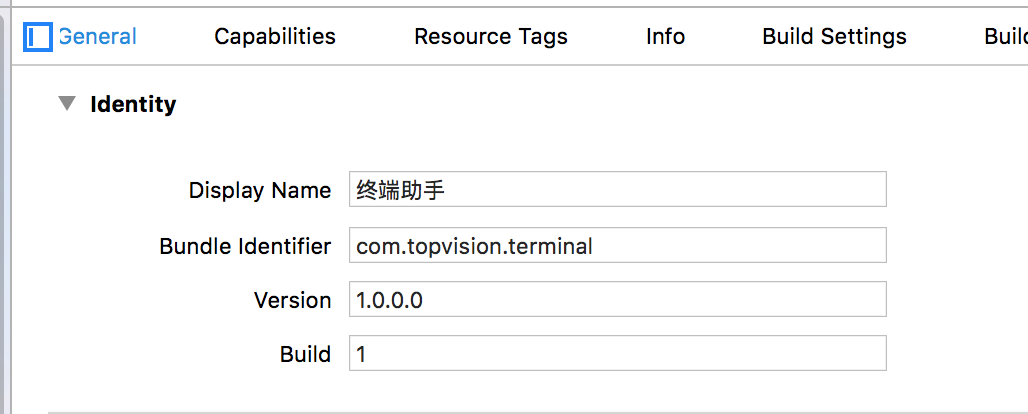 General Capabilities Resource Tags Info Build Settings
Identity
Display Name 终端助手
Bundle Identifier com.topvision.terminal
Version 1.0.0.0
Build 1